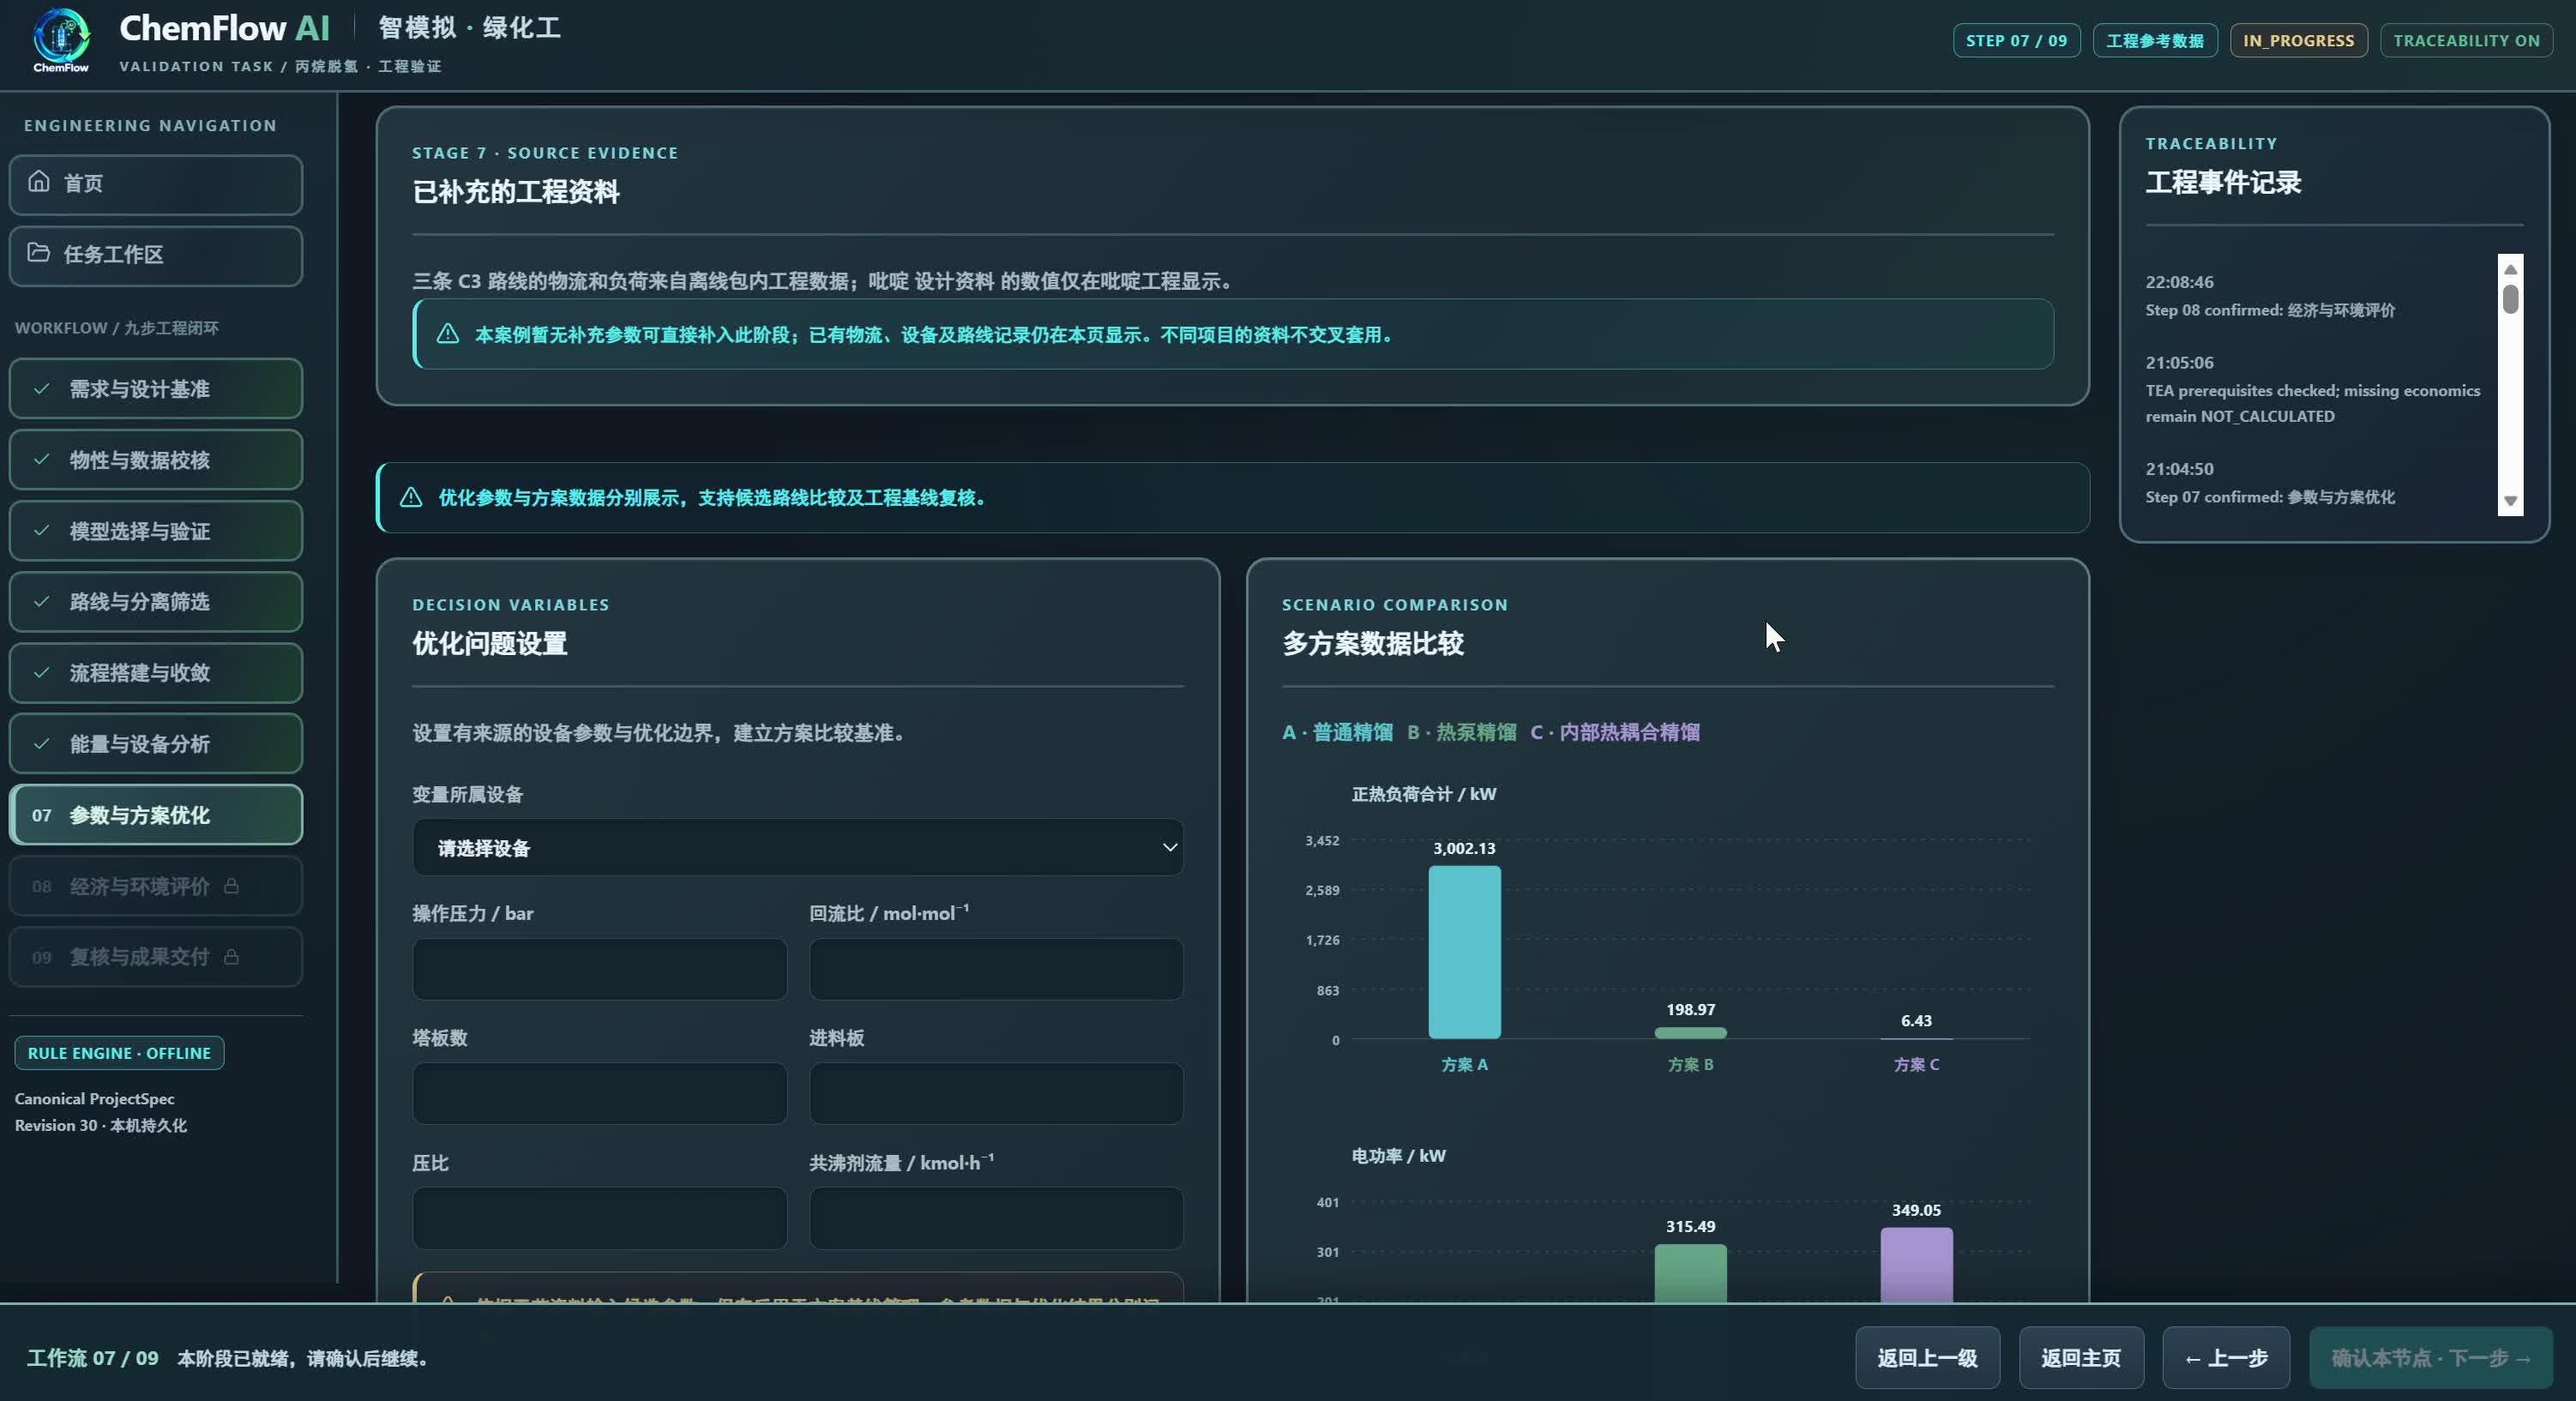 ChemFlow
ChemFlow AI
智模拟 · 绿化工
VALIDATION TASK / 丙烷脱氢 · 工程验证
STEP 07 / 09
工程参考数据
IN_PROGRESS
TRACEABILITY ON
ENGINEERING NAVIGATION
首页
任务工作区
WORKFLOW / 九步工程闭环
需求与设计基准
物性与数据校核
模型选择与验证
路线与分离筛选
流程搭建与收敛
能量与设备分析
07 参数与方案优化
08 经济与环境评价
09 复核与成果交付
RULE ENGINE · OFFLINE
Canonical ProjectSpec
Revision 30 · 本机持久化
STAGE 7 · SOURCE EVIDENCE
已补充的工程资料
三条 C3 路线的物流和负荷来自离线包内工程数据；吡啶 设计资料 的数值仅在吡啶工程显示。
本案例暂无补充参数可直接补入此阶段；已有物流、设备及路线记录仍在本页显示。不同项目的资料不交叉套用。
优化参数与方案数据分别展示，支持候选路线比较及工程基线复核。
DECISION VARIABLES
优化问题设置
设置有来源的设备参数与优化边界，建立方案比较基准。
变量所属设备
请选择设备
操作压力 / bar
回流比 / mol·mol⁻¹
塔板数
进料板
压比
共沸剂流量 / kmol·h⁻¹
SCENARIO COMPARISON
多方案数据比较
A · 普通精馏 B · 热泵精馏 C · 内部热耦合精馏
正热负荷合计 / kW
3,452
2,589
1,726
863
0
3,002.13
198.97
6.43
方案 A
方案 B
方案 C
电功率 / kW
401
301
315.49
349.05
TRACEABILITY
工程事件记录
22:08:46
Step 08 confirmed: 经济与环境评价
21:05:06
TEA prerequisites checked; missing economics
remain NOT_CALCULATED
21:04:50
Step 07 confirmed: 参数与方案优化
工作流 07 / 09 本阶段已就绪，请确认后继续。
返回上一级
返回主页
← 上一步
确认本节点 · 下一步 →